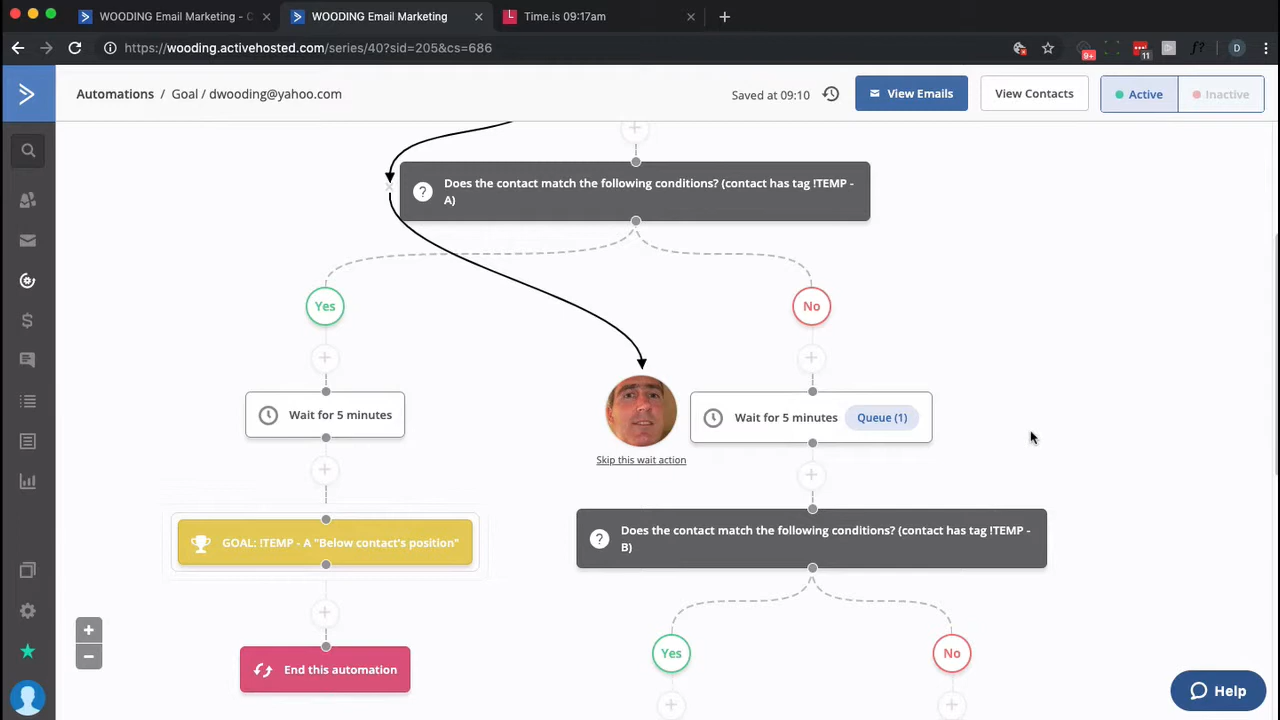 WOODING Email Marketing - C
WOODING Email Marketing
Time.is 09:17am
https://wooding.activehosted.com/series/40?sid=205&cs=686
9+
11
f?
D
Automations / Goal / dwooding@yahoo.com
Saved at 09:10
View Emails
View Contacts
Active
Inactive
Does the contact match the following conditions? (contact has tag !TEMP -
A)
Yes
No
Wait for 5 minutes
Wait for 5 minutes
Queue (1)
Skip this wait action
GOAL: !TEMP - A "Below contact's position"
Does the contact match the following conditions? (contact has tag !TEMP -
B)
Yes
No
End this automation
Help